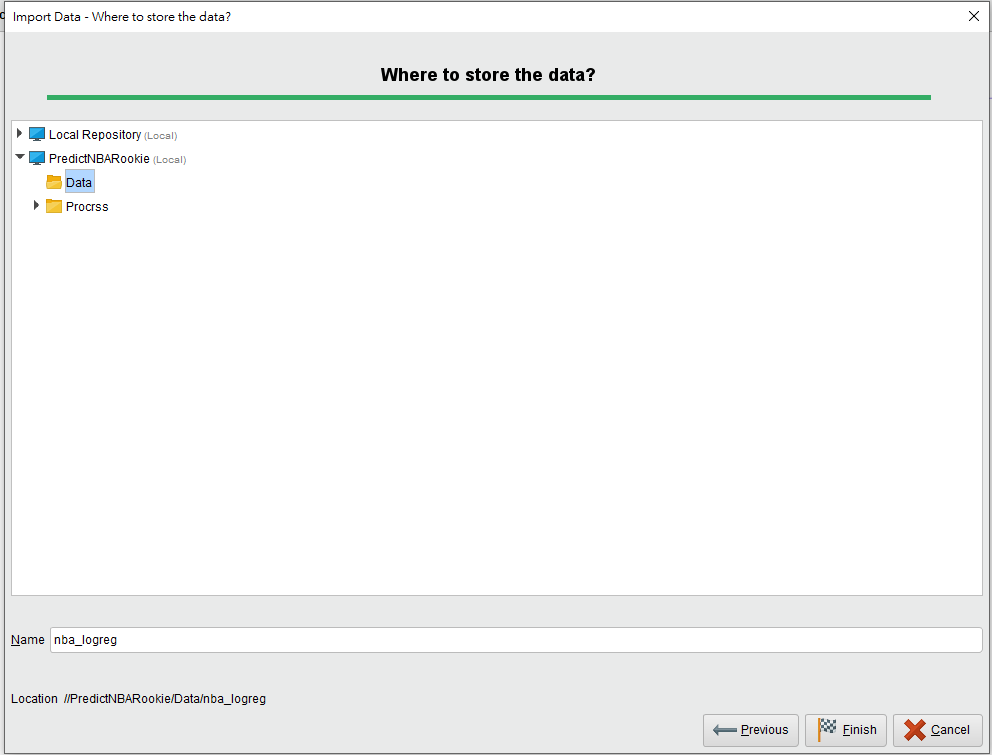 Import Data - Where to store the data?
Where to store the data?
Local Repository (Local)
PredictNBARookie (Local)
Data
Procrss
Name nba_logreg
Location //PredictNBARookie/Data/nba_logreg
Previous Finish Cancel